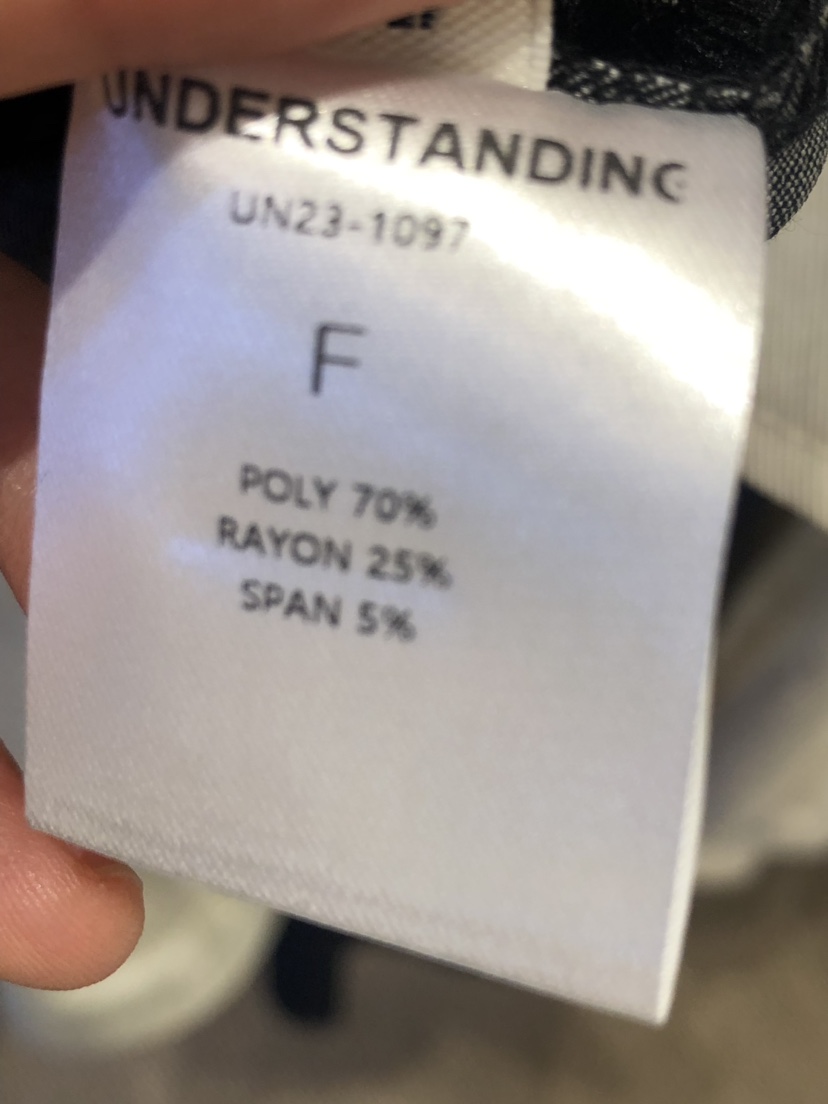 UNDERSTANDING
UN23-1097
F
POLY 70%
RAYON 25%
SPAN 5%